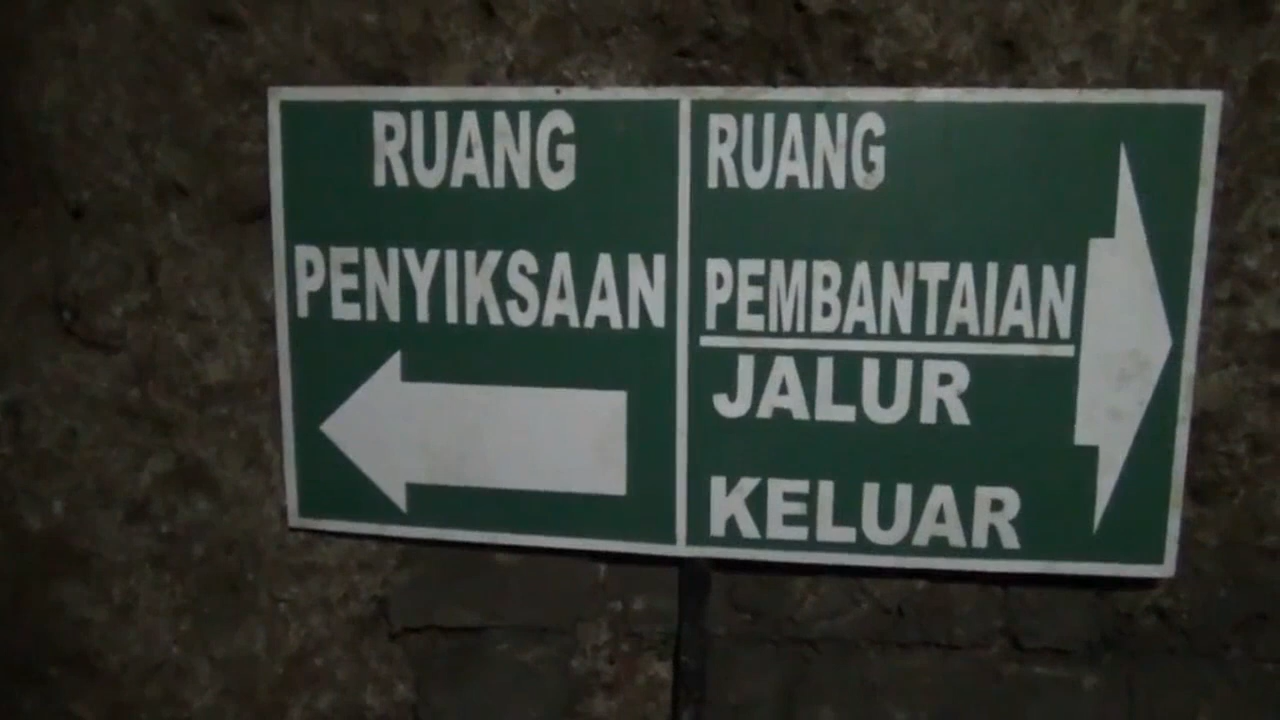 RUANG
PENYIKSAAN
RUANG
PEMBANTAIAN
JALUR
KELUAR